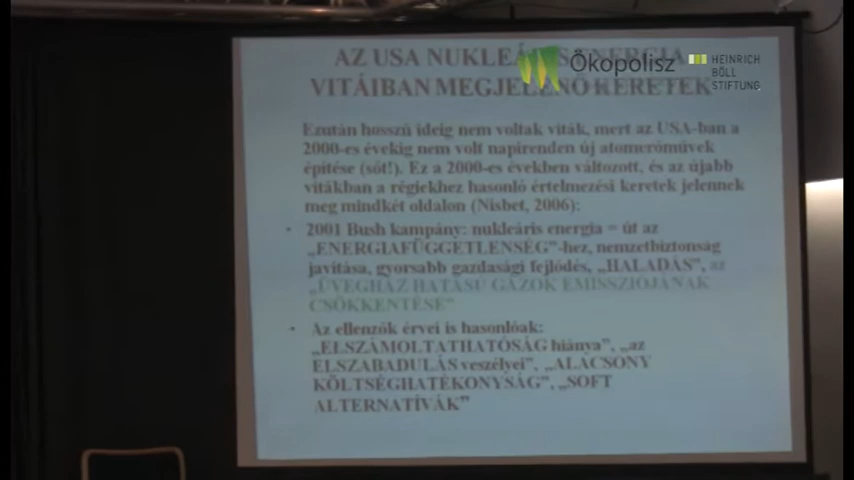 AZ USA NUKLEÁRIS ENERGIA
VITÁIBAN MEGJELENŐ KERETEK
Ökopolisz
HEINRICH
BÖLL
STIFTUNG
Ezután hosszú ideig nem voltak viták, mert az USA-ban a
2000-es évekig nem volt napirenden új atomerőművek
építése (sőt!). Ez a 2000-es években változott, és az újabb
vitákban a régiekhez hasonló értelmezési keretek jelennek
meg mindkét oldalon (Nisbet, 2006):
• 2001 Bush kampány: nukleáris energia = út az
„ENERGIAFÜGGETLENSÉG”-hez, nemzetbiztonság
javítása, gyorsabb gazdasági fejlődés, „HALADÁS”, az
„ÜVEGHÁZ HATÁSÚ GÁZOK EMISSZIÓJÁNAK
CSÖKKENTÉSE”
• Az ellenzők érvei is hasonlóak:
„ELSZÁMOLTATHATÓSÁG hiánya”, „az
ELSZABADULÁS veszélyei”, „ALACSONY
KÖLTSÉGHATÉKONYSÁG”, „SOFT
ALTERNATÍVÁK”